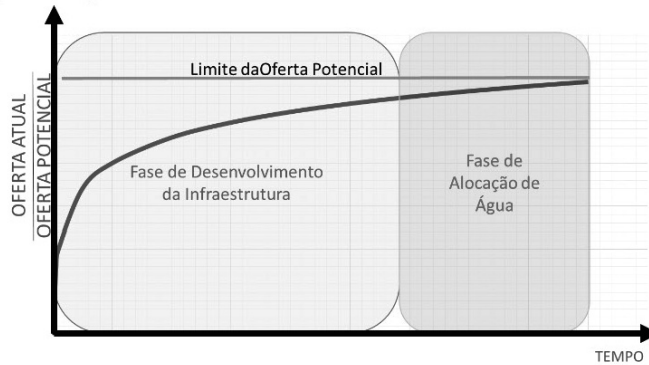 Limite daOferta Potencial
OFERTA ATUAL
OFERTA POTENCIAL
Fase de Desenvolvimento
da Infraestrutura
Fase de
Alocação de
Água
TEMPO